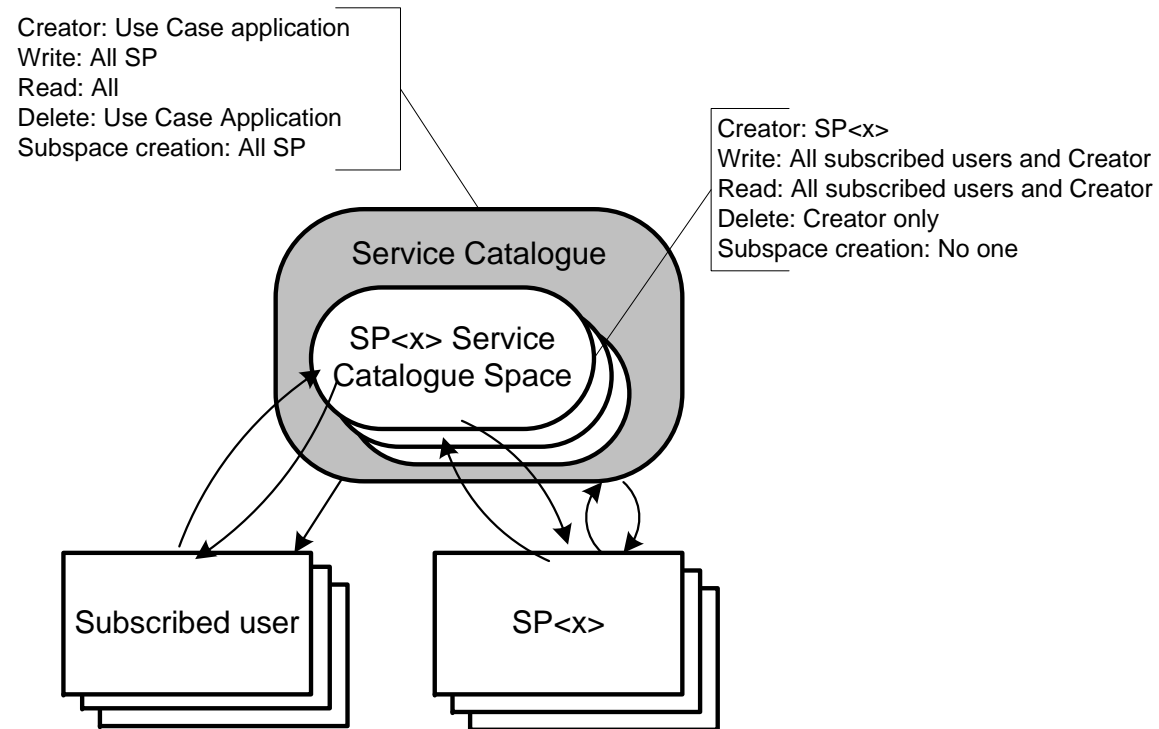 Creator: Use Case application
Write: All SP
Read: All
Delete: Use Case Application
Subspace creation: All SP
Creator: SP<x>
Write: All subscribed users and Creator
Read: All subscribed users and Creator
Delete: Creator only
Subspace creation: No one
Service Catalogue
SP<x> Service
Catalogue Space
Subscribed user
SP<x>